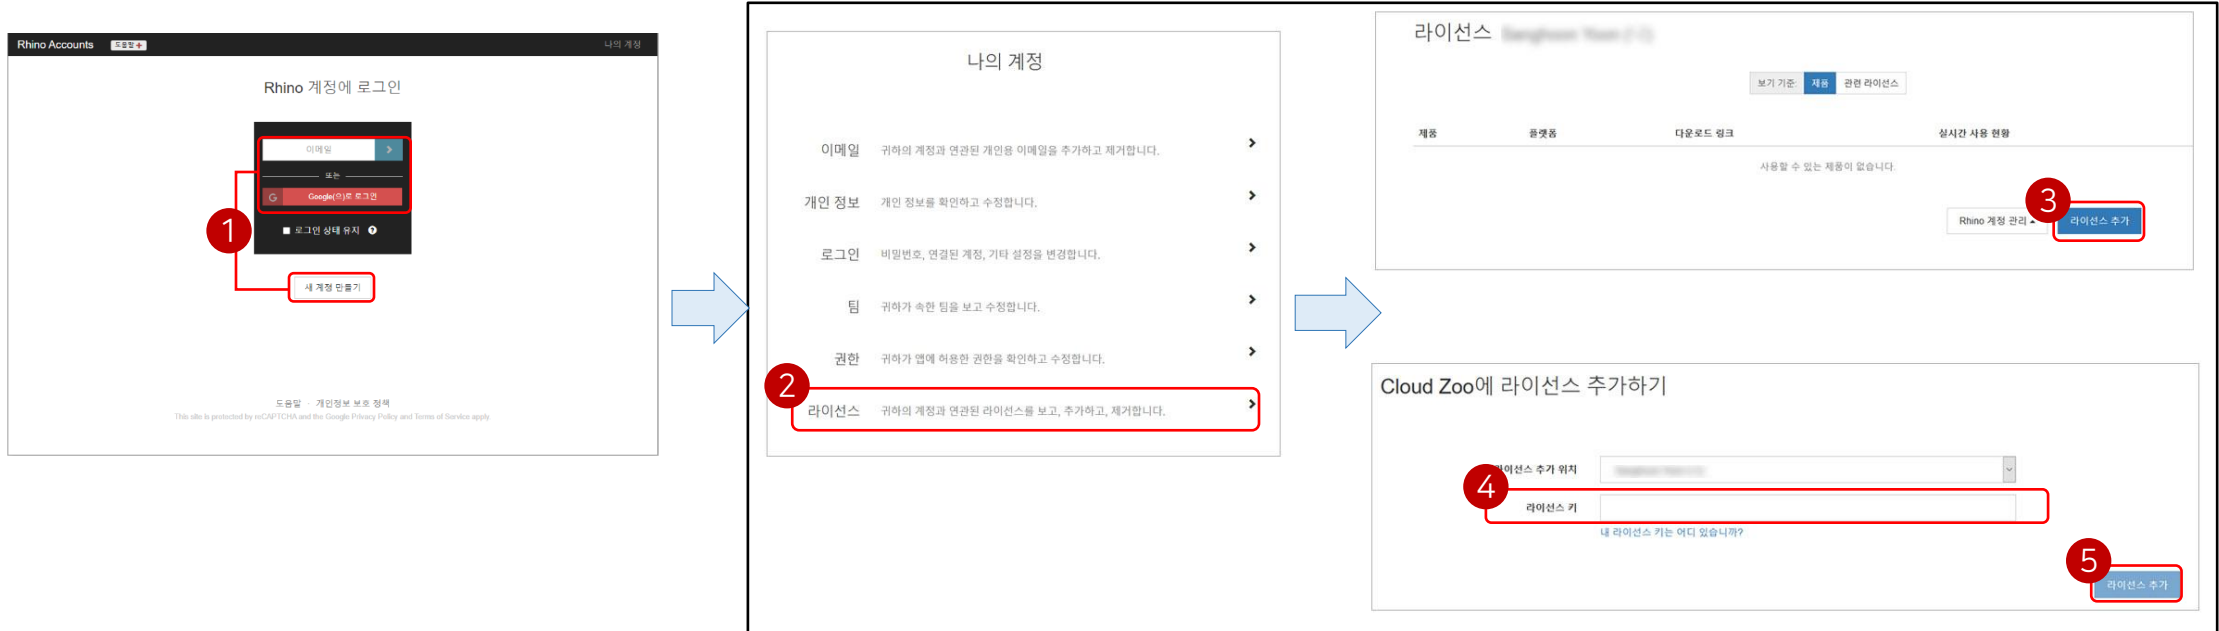 Rhino Accounts
도움말
나의 계정
Rhino 계정에 로그인
이메일
또는
G Google(으)로 로그인
로그인 상태 유지
새 계정 만들기
1
도움말 · 개인정보 보호 정책
This site is protected by reCAPTCHA and the Google Privacy Policy and Terms of Service apply
나의 계정
이메일 귀하의 계정과 연관된 개인용 이메일을 추가하고 제거합니다.
개인 정보 개인 정보를 확인하고 수정합니다.
로그인 비밀번호, 연결된 계정, 기타 설정을 변경합니다.
팀 귀하가 속한 팀을 보고 수정합니다.
권한 귀하가 앱에 허용한 권한을 확인하고 수정합니다.
2
라이선스 귀하의 계정과 연관된 라이선스를 보고, 추가하고, 제거합니다.
라이선스
보기 기준: 제품 관련 라이선스
제품 플랫폼 다운로드 링크 실시간 사용 현황
사용할 수 있는 제품이 없습니다.
3
Rhino 계정 관리 라이선스 추가
Cloud Zoo에 라이선스 추가하기
라이선스 추가 위치
4
라이선스 키
내 라이선스 키는 어디 있습니까?
5
라이선스 추가